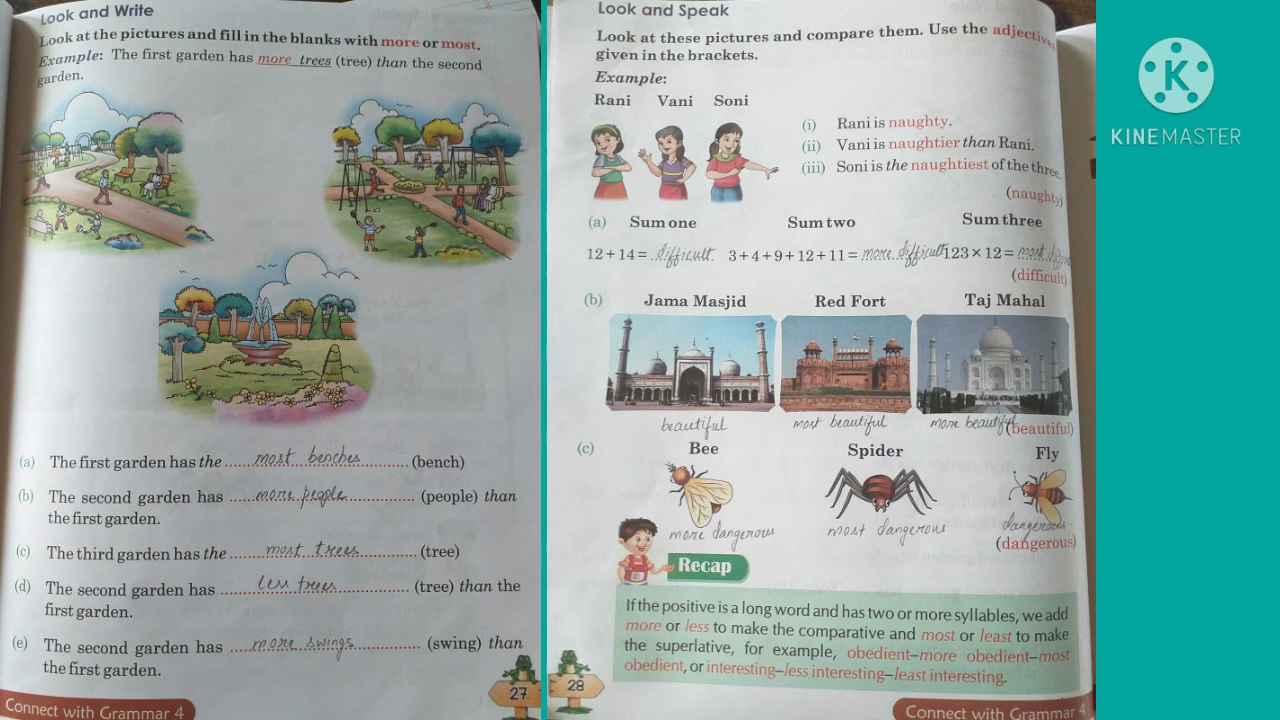 Look and Write
Look at the pictures and fill in the blanks with more or most.
Example: The first garden has more trees (tree) than the second
garden.
(a) The first garden has the most benches (bench)
(b) The second garden has more people (people) than
the first garden.
(c) The third garden has the most trees (tree)
(d) The second garden has less trees (tree) than the
first garden.
(e) The second garden has more swings (swing) than
the first garden.
27
Connect with Grammar 4
Look and Speak
Look at these pictures and compare them. Use the adjectives
given in the brackets.
Example:
Rani Vani Soni
(i) Rani is naughty.
(ii) Vani is naughtier than Rani.
(iii) Soni is the naughtiest of the three.
(naughty)
(a) Sum one Sum two Sum three
12 + 14 = difficult 3 + 4 + 9 + 12 + 11 = more difficult 123 × 12 = most
(difficult)
(b) Jama Masjid Red Fort Taj Mahal
beautiful most beautiful more beautiful (beautiful)
(c) Bee Spider Fly
more dangerous most dangerous dangerous
(dangerous)
Recap
If the positive is a long word and has two or more syllables, we add
more or less to make the comparative and most or least to make
the superlative, for example, obedient–more obedient–most
obedient, or interesting–less interesting–least interesting.
28
Connect with Grammar 4
K
KINEMASTER